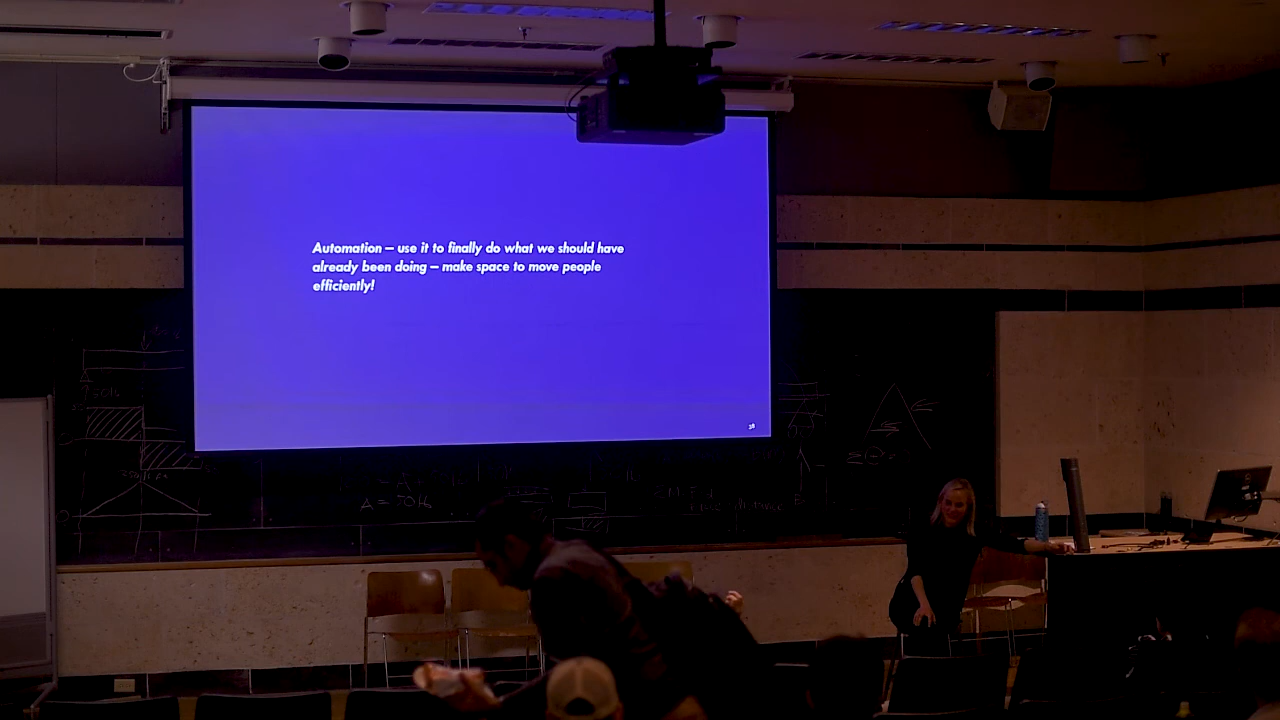 Automation – use it to finally do what we should have
already been doing – make space to move people
efficiently!
38